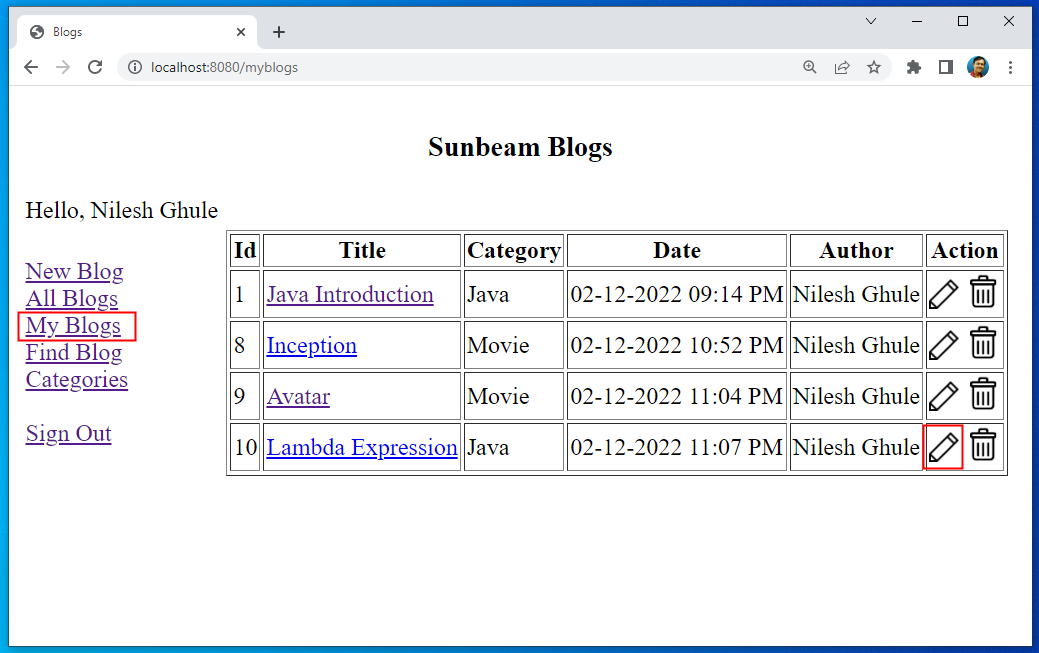 Blogs
localhost:8080/myblogs
Sunbeam Blogs
Hello, Nilesh Ghule
New Blog
All Blogs
My Blogs
Find Blog
Categories
Sign Out
Id Title Category Date Author Action
1 Java Introduction Java 02-12-2022 09:14 PM Nilesh Ghule
8 Inception Movie 02-12-2022 10:52 PM Nilesh Ghule
9 Avatar Movie 02-12-2022 11:04 PM Nilesh Ghule
10 Lambda Expression Java 02-12-2022 11:07 PM Nilesh Ghule